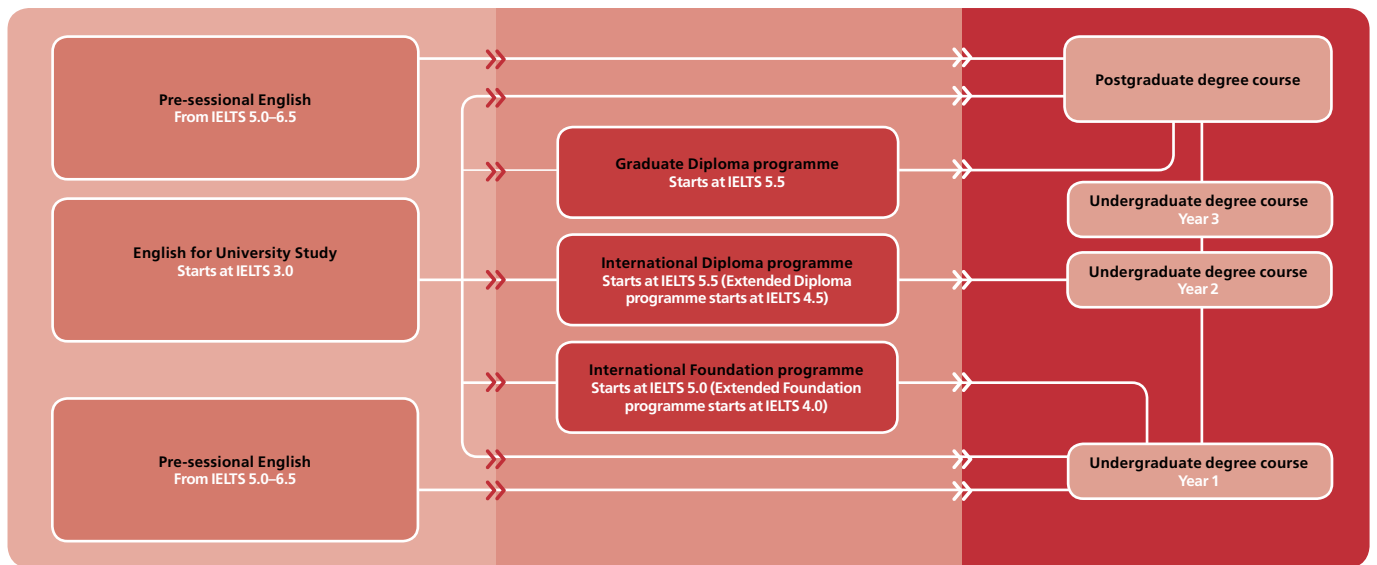 Pre-sessional English
From IELTS 5.0–6.5
English for University Study
Starts at IELTS 3.0
Pre-sessional English
From IELTS 5.0–6.5
Graduate Diploma programme
Starts at IELTS 5.5
International Diploma programme
Starts at IELTS 5.5 (Extended Diploma
programme starts at IELTS 4.5)
International Foundation programme
Starts at IELTS 5.0 (Extended Foundation
programme starts at IELTS 4.0)
Postgraduate degree course
Undergraduate degree course
Year 3
Undergraduate degree course
Year 2
Undergraduate degree course
Year 1